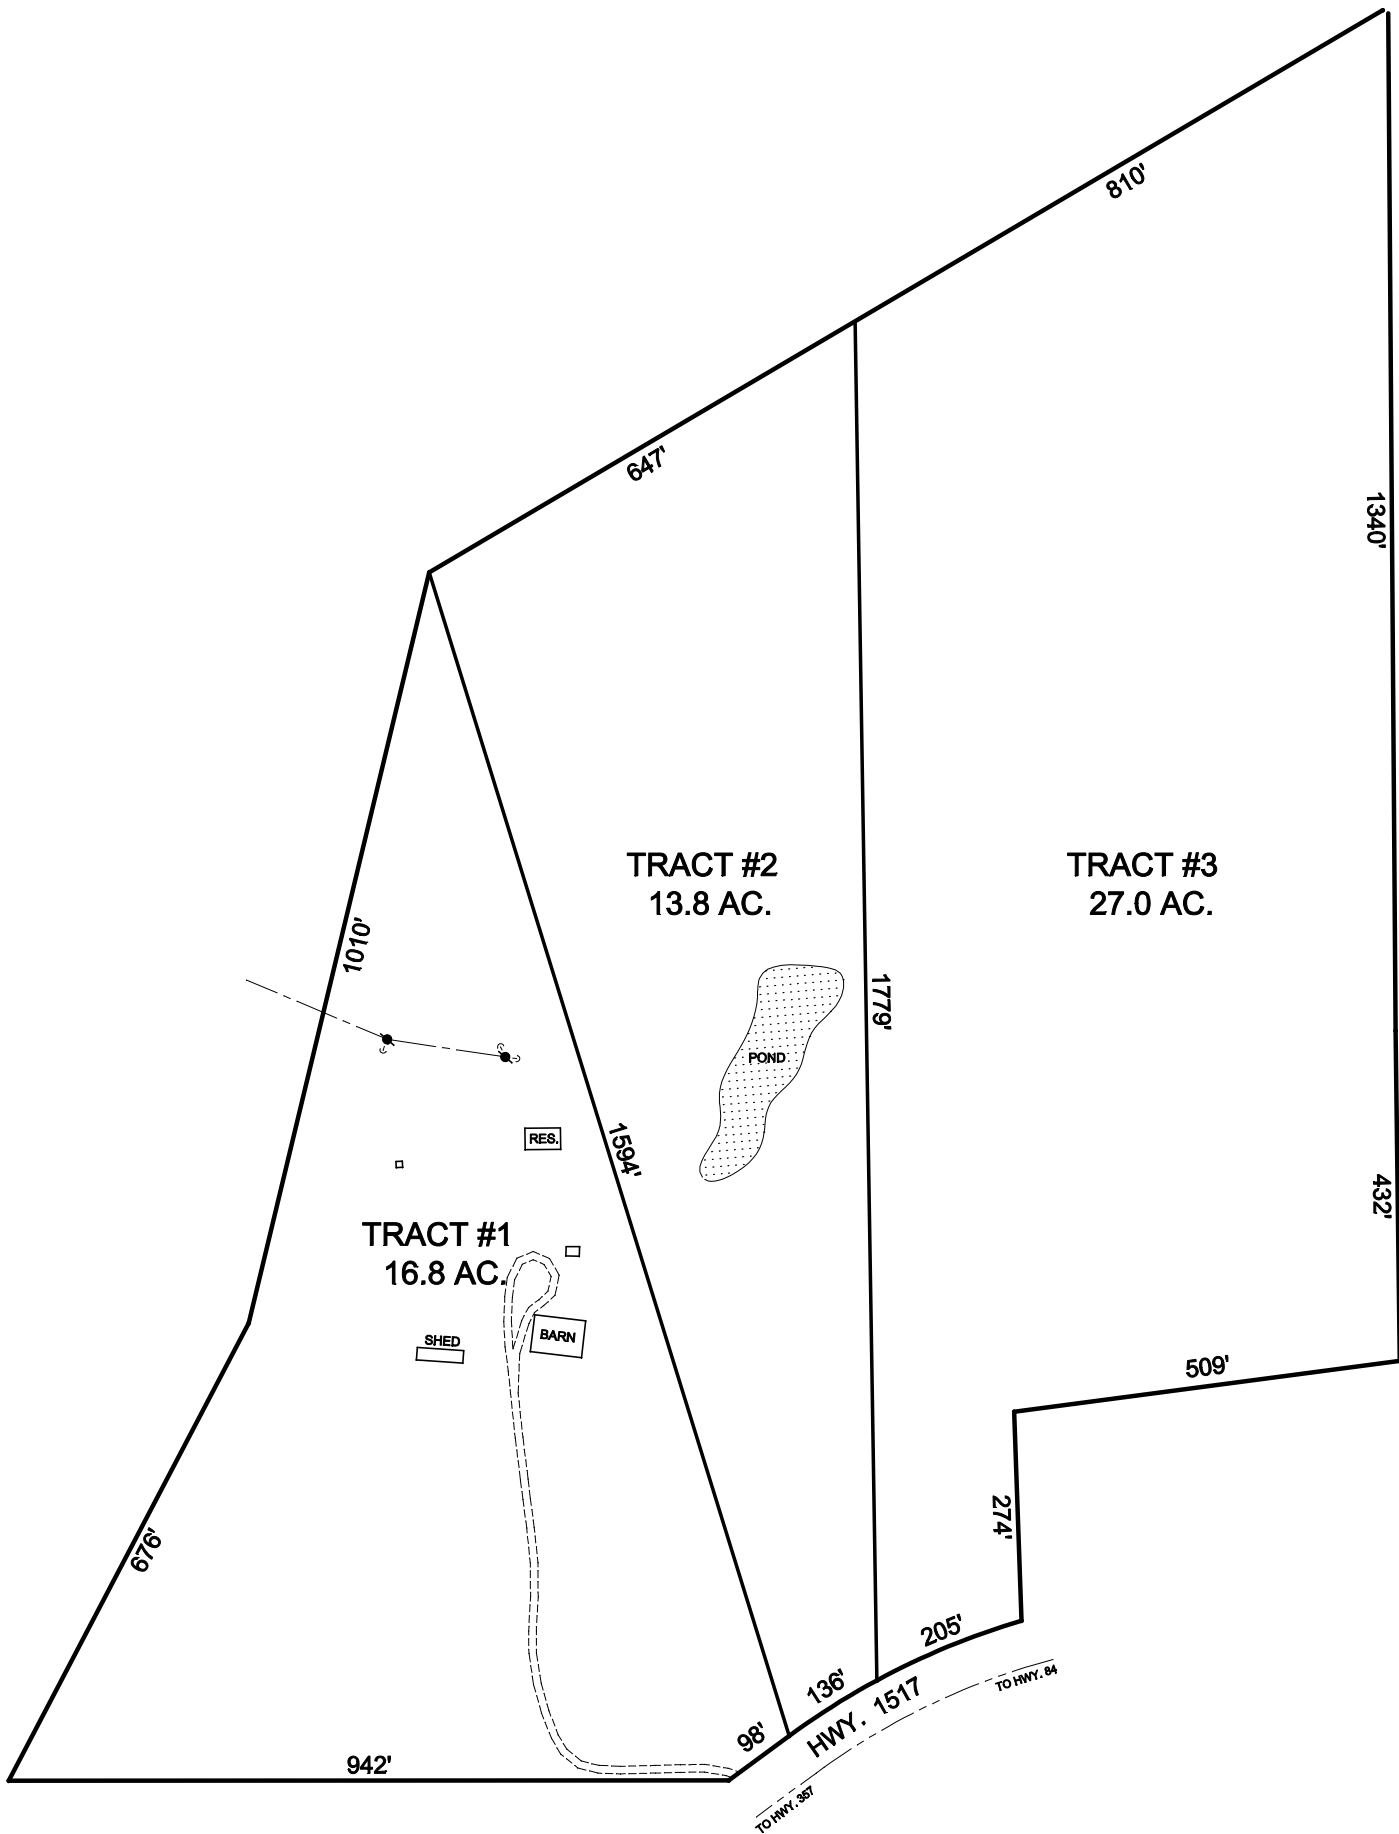 810'
647'
1340'
TRACT #2
13.8 AC.
TRACT #3
27.0 AC.
1010'
1779'
POND
RES.
1594'
432'
TRACT #1
16.8 AC.
SHED
BARN
509'
274'
676'
205'
136'
98'
HWY. 1517
TO HWY. 84
942'
TO HWY. 357